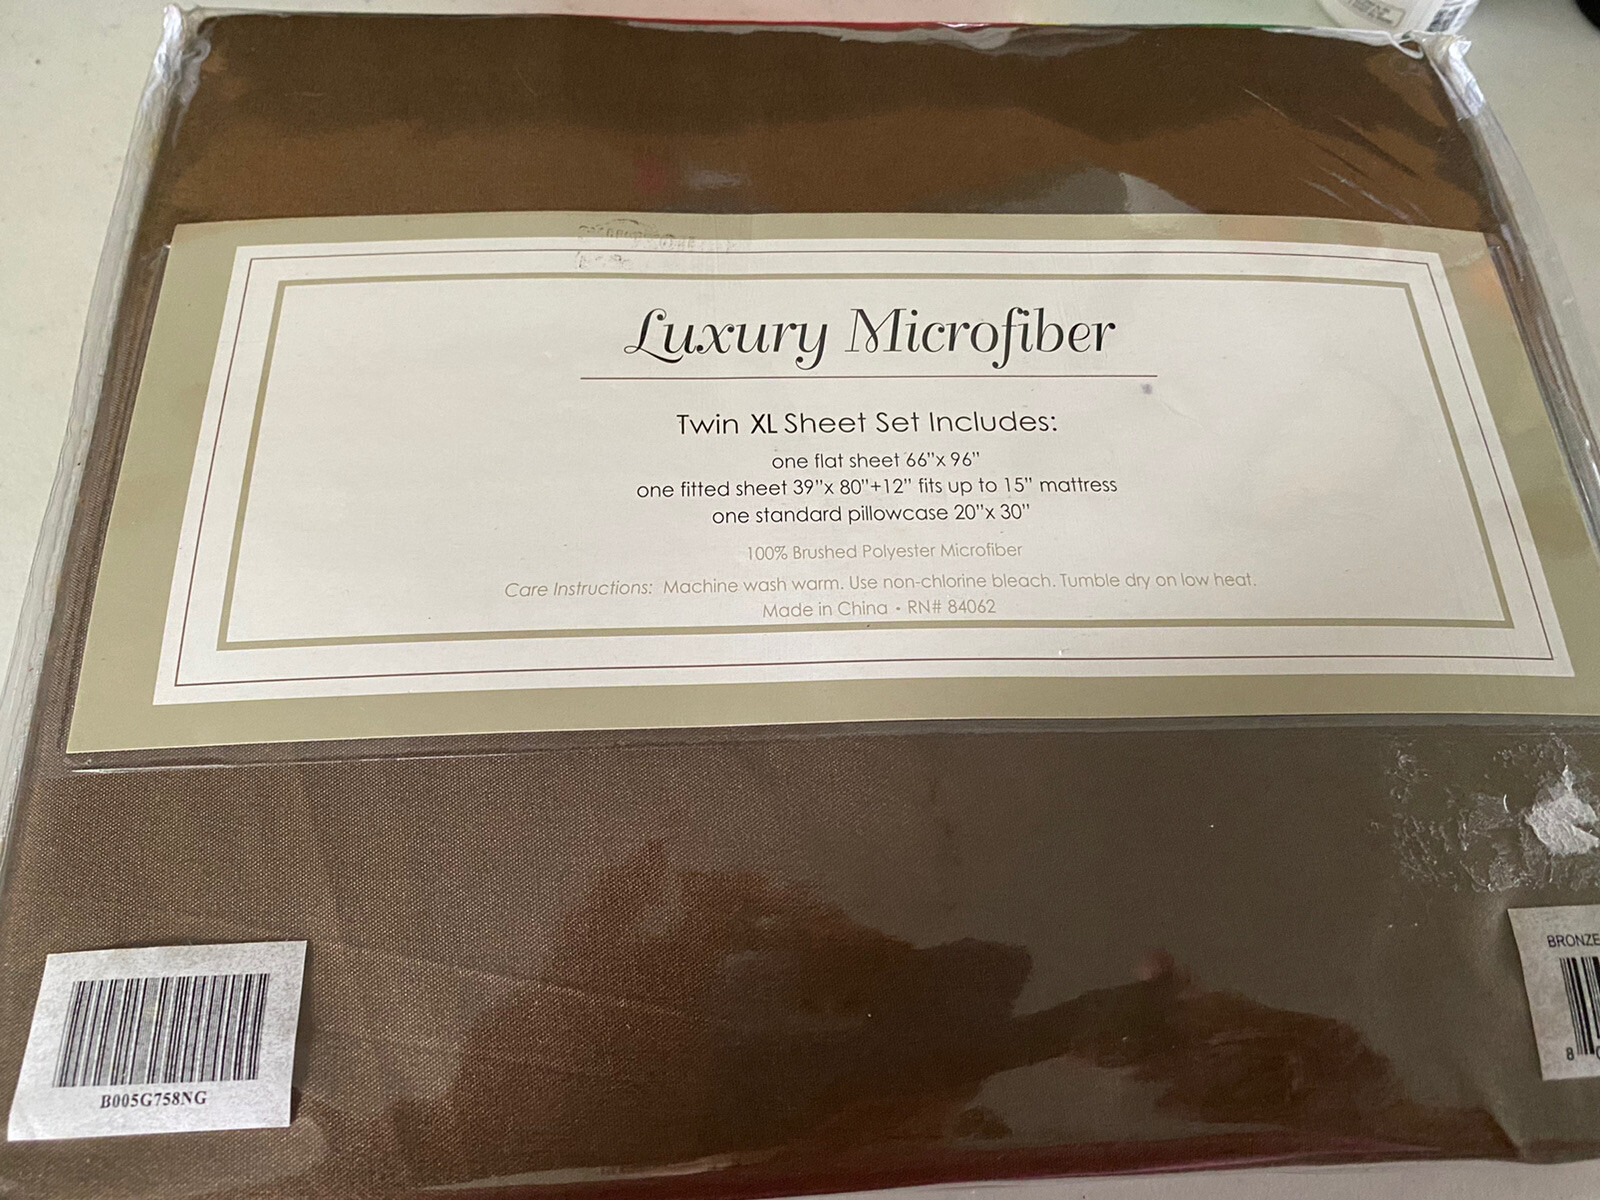 Luxury Microfiber
Twin XL Sheet Set Includes:
one flat sheet 66"x 96"
one fitted sheet 39"x 80"+12" fits up to 15" mattress
one standard pillowcase 20"x 30"
100% Brushed Polyester Microfiber
Care Instructions: Machine wash warm. Use non-chlorine bleach. Tumble dry on low heat.
Made in China • RN# 84062
B005G758NG
BRONZE
8